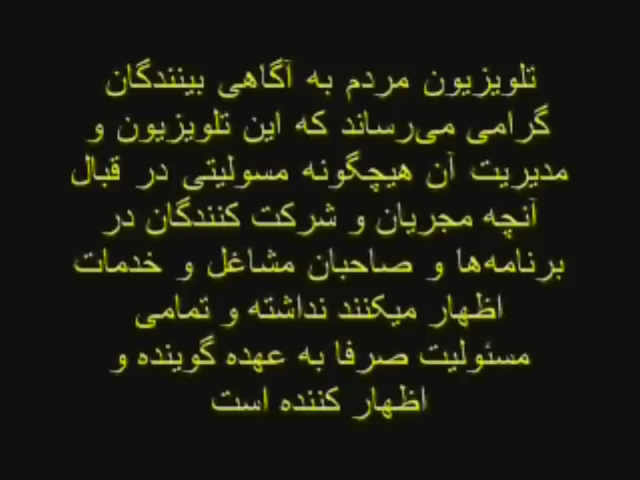 تلویزیون مردم به آگاهی بینندگان
گرامی می‌رساند که این تلویزیون و
مدیریت آن هیچگونه مسولیتی در قبال
آنچه مجریان و شرکت کنندگان در
برنامه‌ها و صاحبان مشاغل و خدمات
اظهار میکنند نداشته و تمامی
مسئولیت صرفا به عهده گوینده و
اظهار کننده است